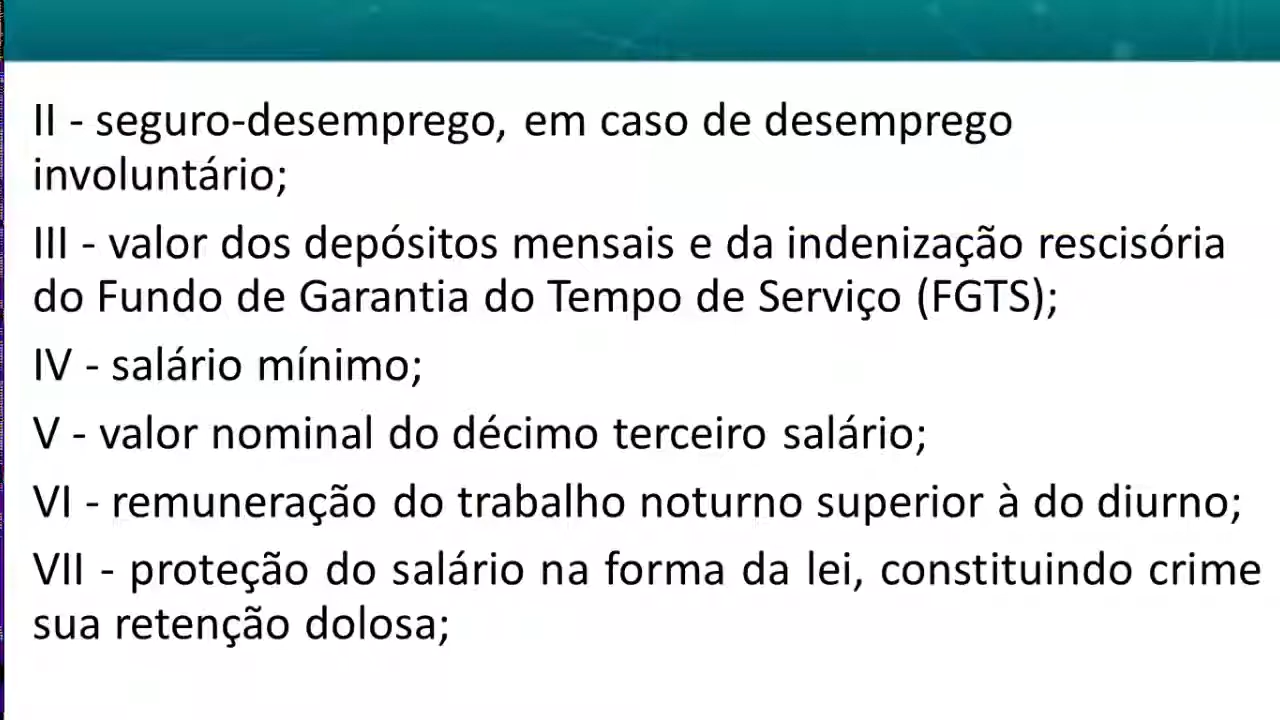 II - seguro-desemprego, em caso de desemprego
involuntário;
III - valor dos depósitos mensais e da indenização rescisória
do Fundo de Garantia do Tempo de Serviço (FGTS);
IV - salário mínimo;
V - valor nominal do décimo terceiro salário;
VI - remuneração do trabalho noturno superior à do diurno;
VII - proteção do salário na forma da lei, constituindo crime
sua retenção dolosa;